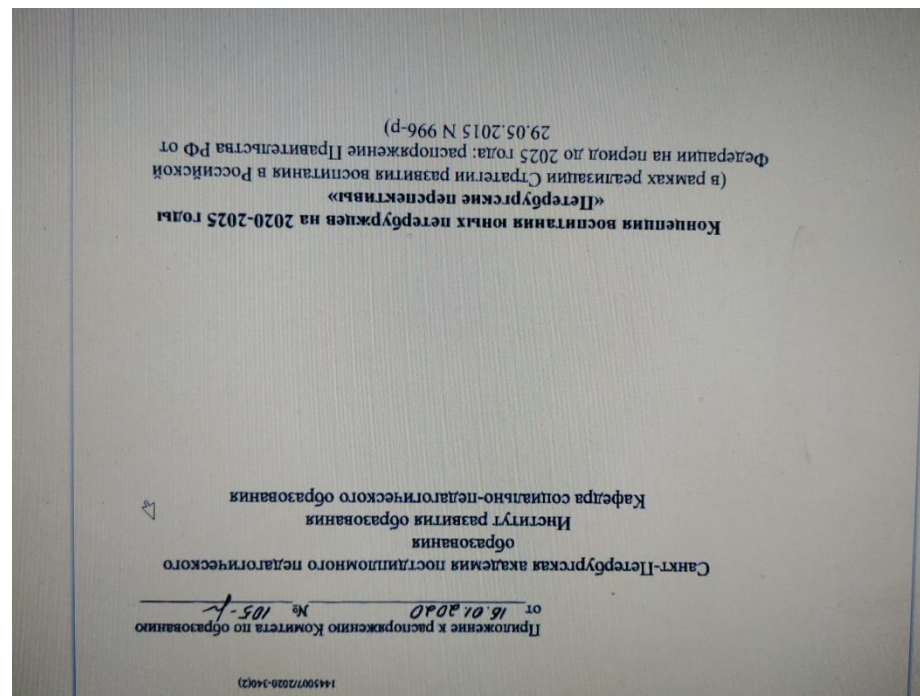 1445007/2020-340(2)
Приложение к распоряжению Комитета по образованию
от 16.01.2020 № 105-р
Санкт-Петербургская академия постдипломного педагогического
образования
Институт развития образования
Кафедра социально-педагогического образования
Концепция воспитания юных петербуржцев на 2020-2025 годы
«Петербургские перспективы»
(в рамках реализации Стратегии развития воспитания в Российской
Федерации на период до 2025 года: распоряжение Правительства РФ от
29.05.2015 N 996-р)